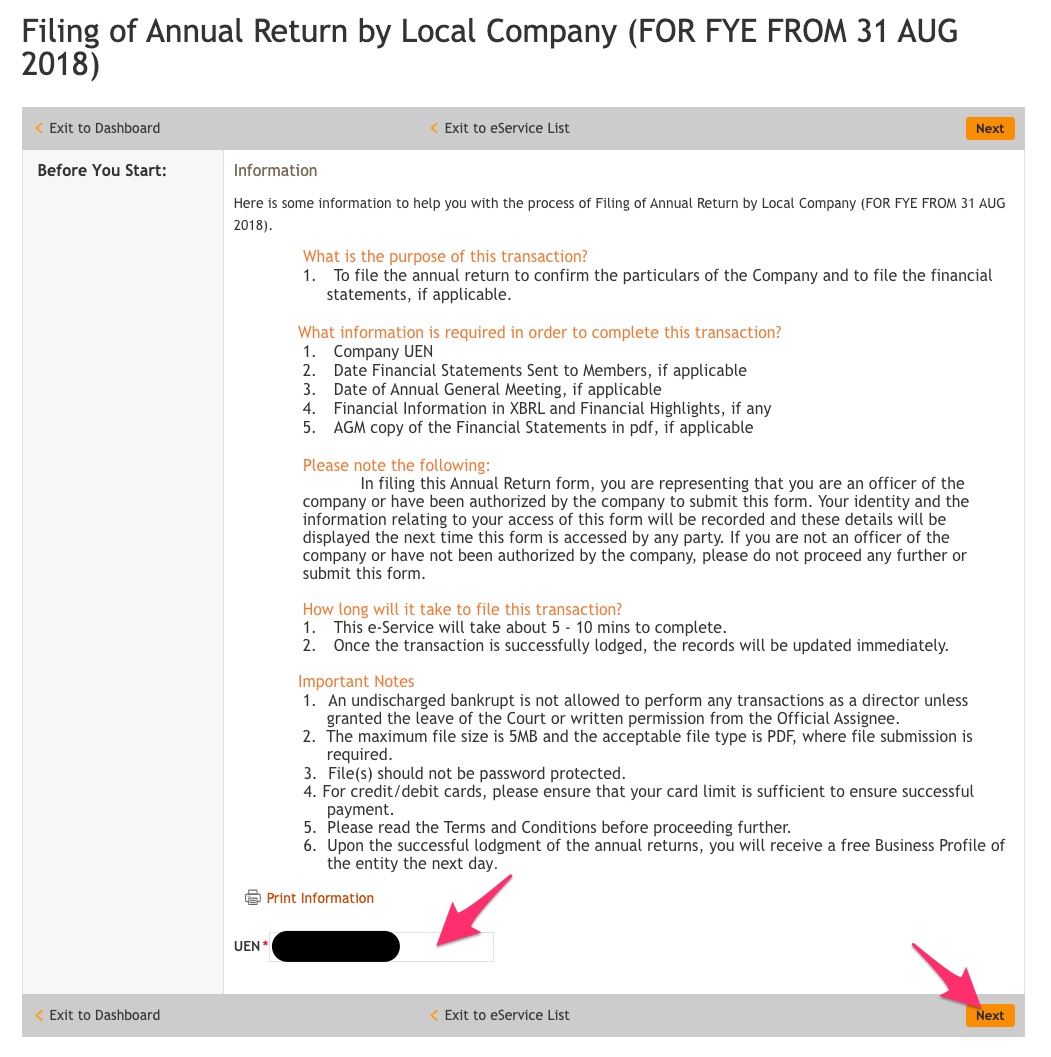 Filing of Annual Return by Local Company (FOR FYE FROM 31 AUG
2018)
Exit to Dashboard
Exit to eService List
Next
Before You Start:
Information
Here is some information to help you with the process of Filing of Annual Return by Local Company (FOR FYE FROM 31 AUG
2018).
What is the purpose of this transaction?
1. To file the annual return to confirm the particulars of the Company and to file the financial
statements, if applicable.
What information is required in order to complete this transaction?
1. Company UEN
2. Date Financial Statements Sent to Members, if applicable
3. Date of Annual General Meeting, if applicable
4. Financial Information in XBRL and Financial Highlights, if any
5. AGM copy of the Financial Statements in pdf, if applicable
Please note the following:
In filing this Annual Return form, you are representing that you are an officer of the
company or have been authorized by the company to submit this form. Your identity and the
information relating to your access of this form will be recorded and these details will be
displayed the next time this form is accessed by any party. If you are not an officer of the
company or have not been authorized by the company, please do not proceed any further or
submit this form.
How long will it take to file this transaction?
1. This e-Service will take about 5 - 10 mins to complete.
2. Once the transaction is successfully lodged, the records will be updated immediately.
Important Notes
1. An undischarged bankrupt is not allowed to perform any transactions as a director unless
granted the leave of the Court or written permission from the Official Assignee.
2. The maximum file size is 5MB and the acceptable file type is PDF, where file submission is
required.
3. File(s) should not be password protected.
4. For credit/debit cards, please ensure that your card limit is sufficient to ensure successful
payment.
5. Please read the Terms and Conditions before proceeding further.
6. Upon the successful lodgment of the annual returns, you will receive a free Business Profile of
the entity the next day.
Print Information
UEN *
Exit to Dashboard
Exit to eService List
Next